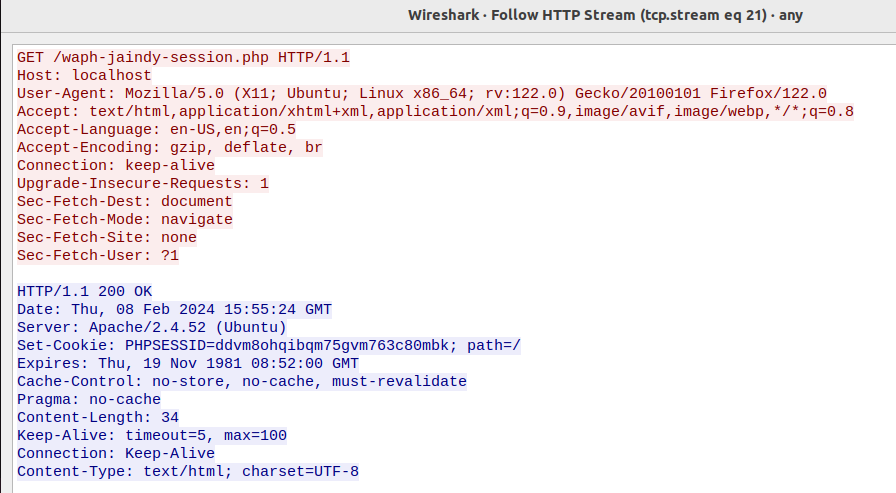 Wireshark · Follow HTTP Stream (tcp.stream eq 21) · any
GET /waph-jaindy-session.php HTTP/1.1
Host: localhost
User-Agent: Mozilla/5.0 (X11; Ubuntu; Linux x86_64; rv:122.0) Gecko/20100101 Firefox/122.0
Accept: text/html,application/xhtml+xml,application/xml;q=0.9,image/avif,image/webp,*/*;q=0.8
Accept-Language: en-US,en;q=0.5
Accept-Encoding: gzip, deflate, br
Connection: keep-alive
Upgrade-Insecure-Requests: 1
Sec-Fetch-Dest: document
Sec-Fetch-Mode: navigate
Sec-Fetch-Site: none
Sec-Fetch-User: ?1
HTTP/1.1 200 OK
Date: Thu, 08 Feb 2024 15:55:24 GMT
Server: Apache/2.4.52 (Ubuntu)
Set-Cookie: PHPSESSID=ddvm8ohqibqm75gvm763c80mbk; path=/
Expires: Thu, 19 Nov 1981 08:52:00 GMT
Cache-Control: no-store, no-cache, must-revalidate
Pragma: no-cache
Content-Length: 34
Keep-Alive: timeout=5, max=100
Connection: Keep-Alive
Content-Type: text/html; charset=UTF-8